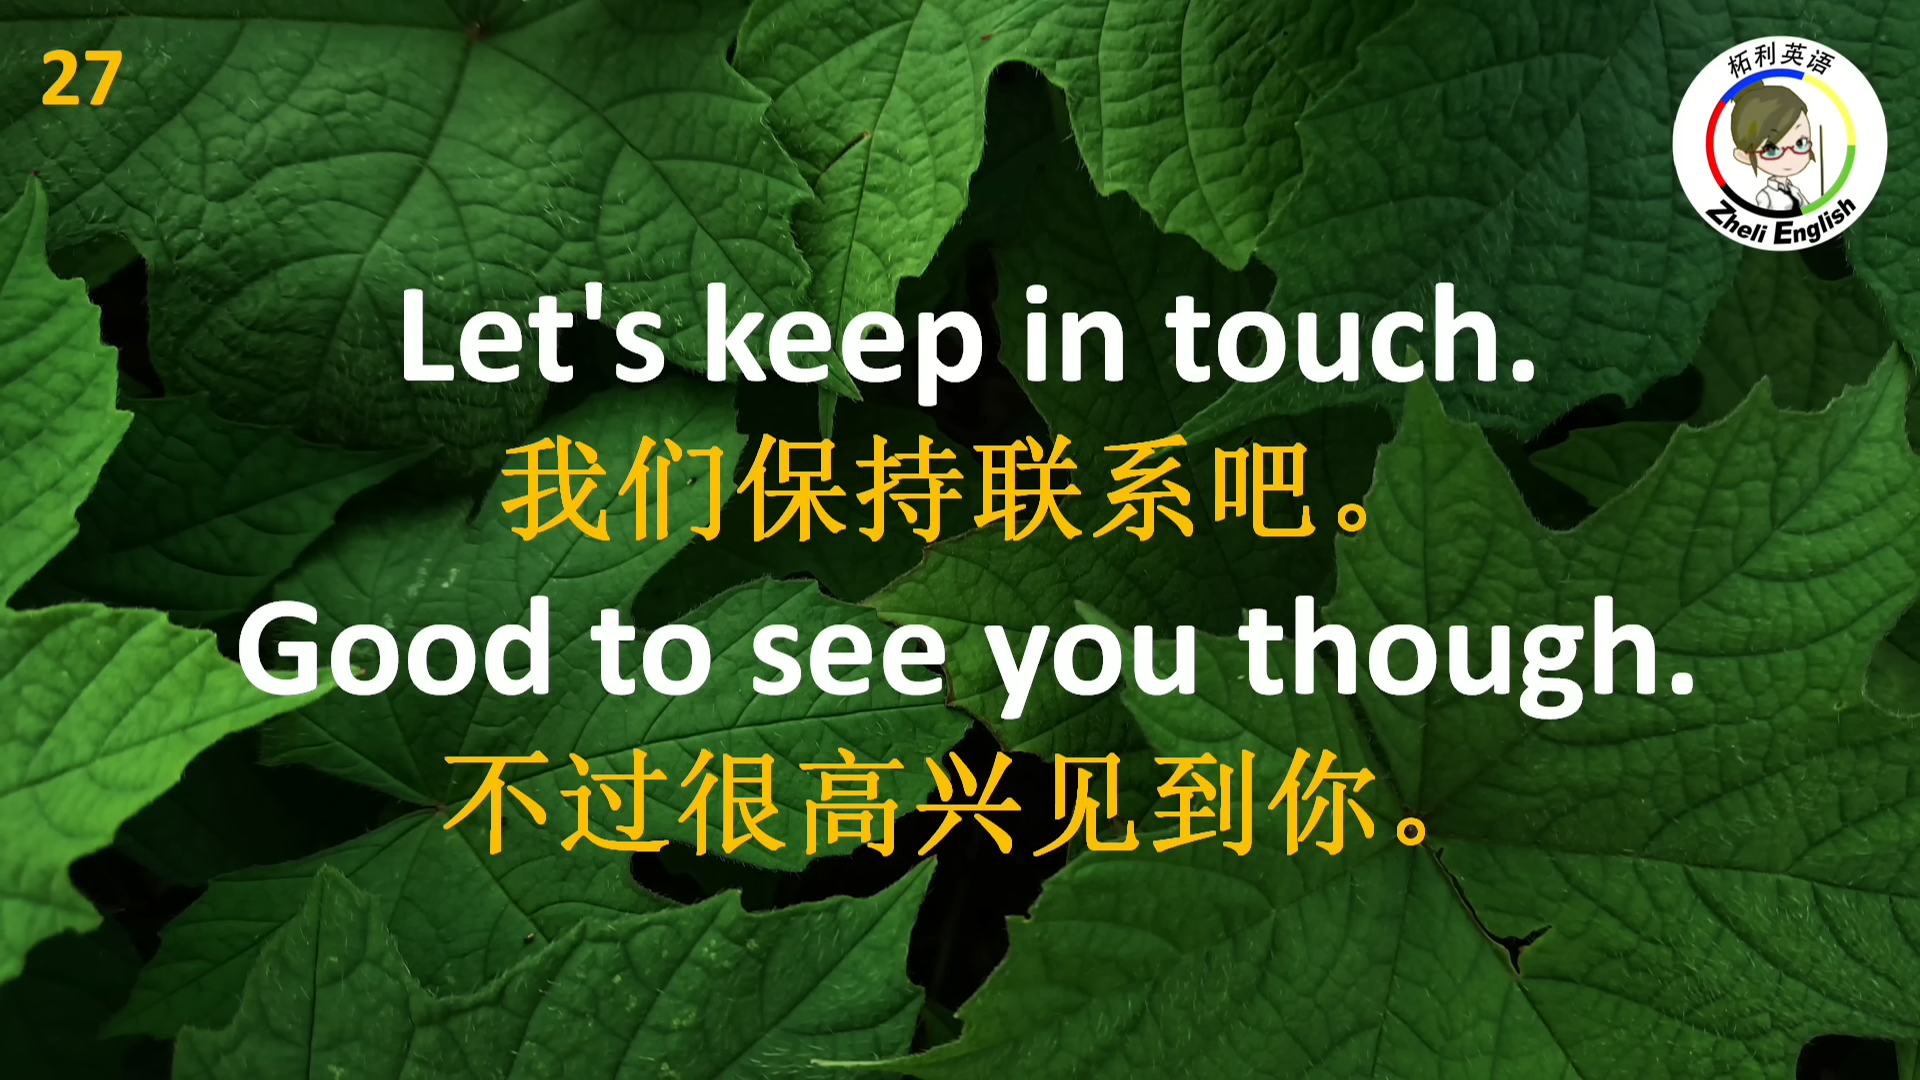 27
柘利英语
Zheli English
Let's keep in touch.
我们保持联系吧。
Good to see you though.
不过很高兴见到你。